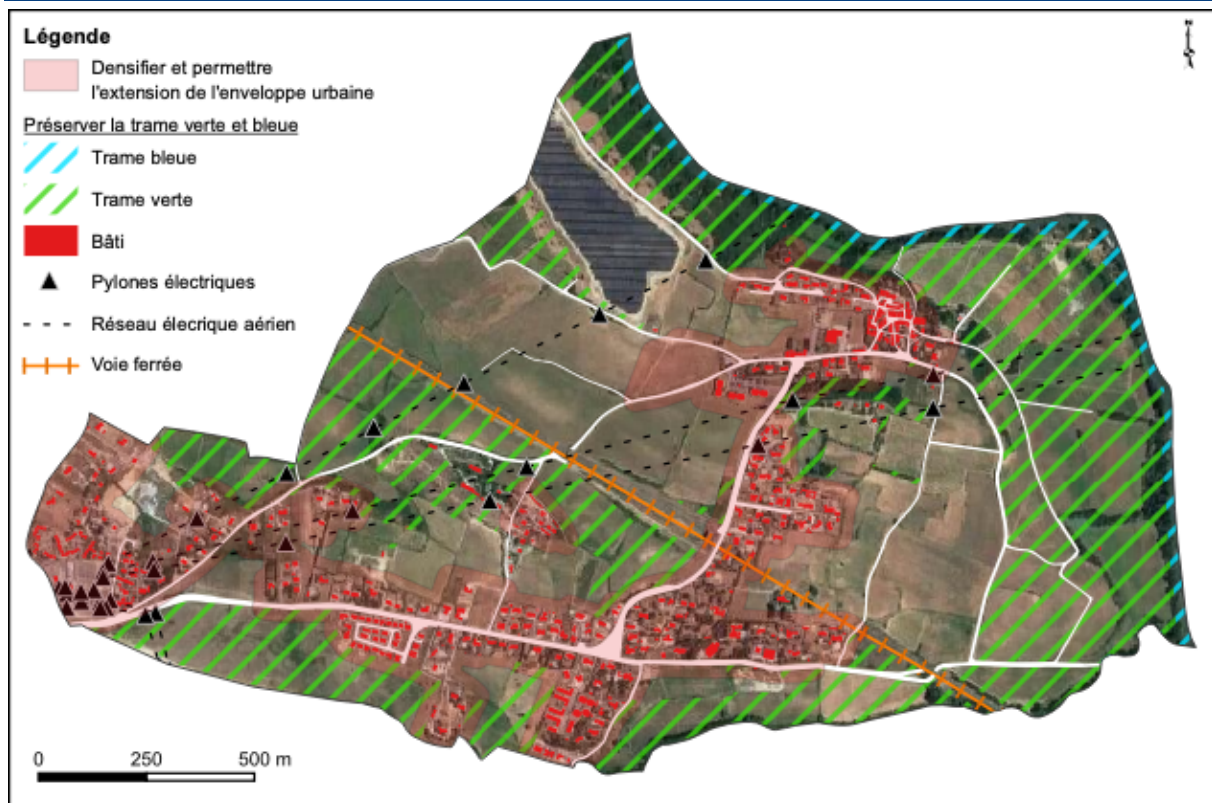 Légende
Densifier et permettre
l'extension de l'enveloppe urbaine
Préserver la trame verte et bleue
Trame bleue
Trame verte
Bâti
Pylones électriques
Réseau élecrique aérien
Voie ferrée
N
0 250 500 m